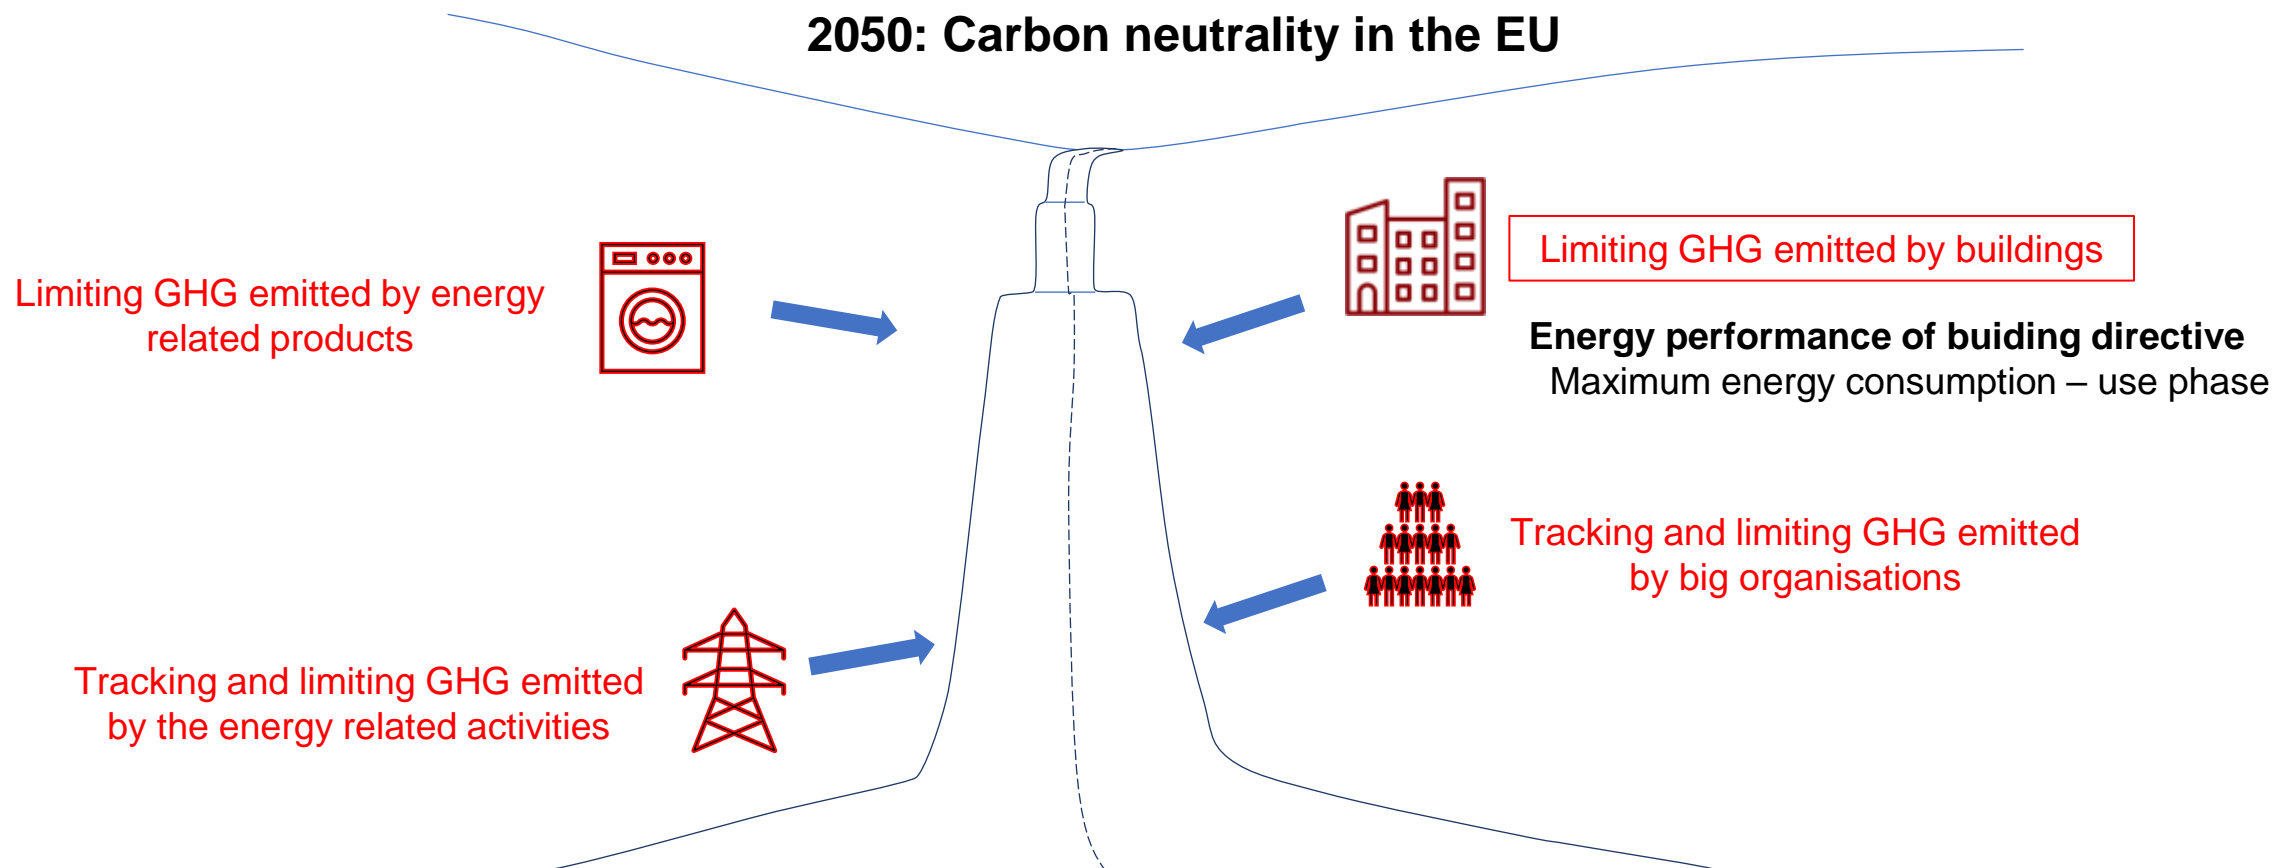 2050: Carbon neutrality in the EU
Limiting GHG emitted by energy
related products
Limiting GHG emitted by buildings
Energy performance of buiding directive
Maximum energy consumption – use phase
Tracking and limiting GHG emitted
by big organisations
Tracking and limiting GHG emitted
by the energy related activities